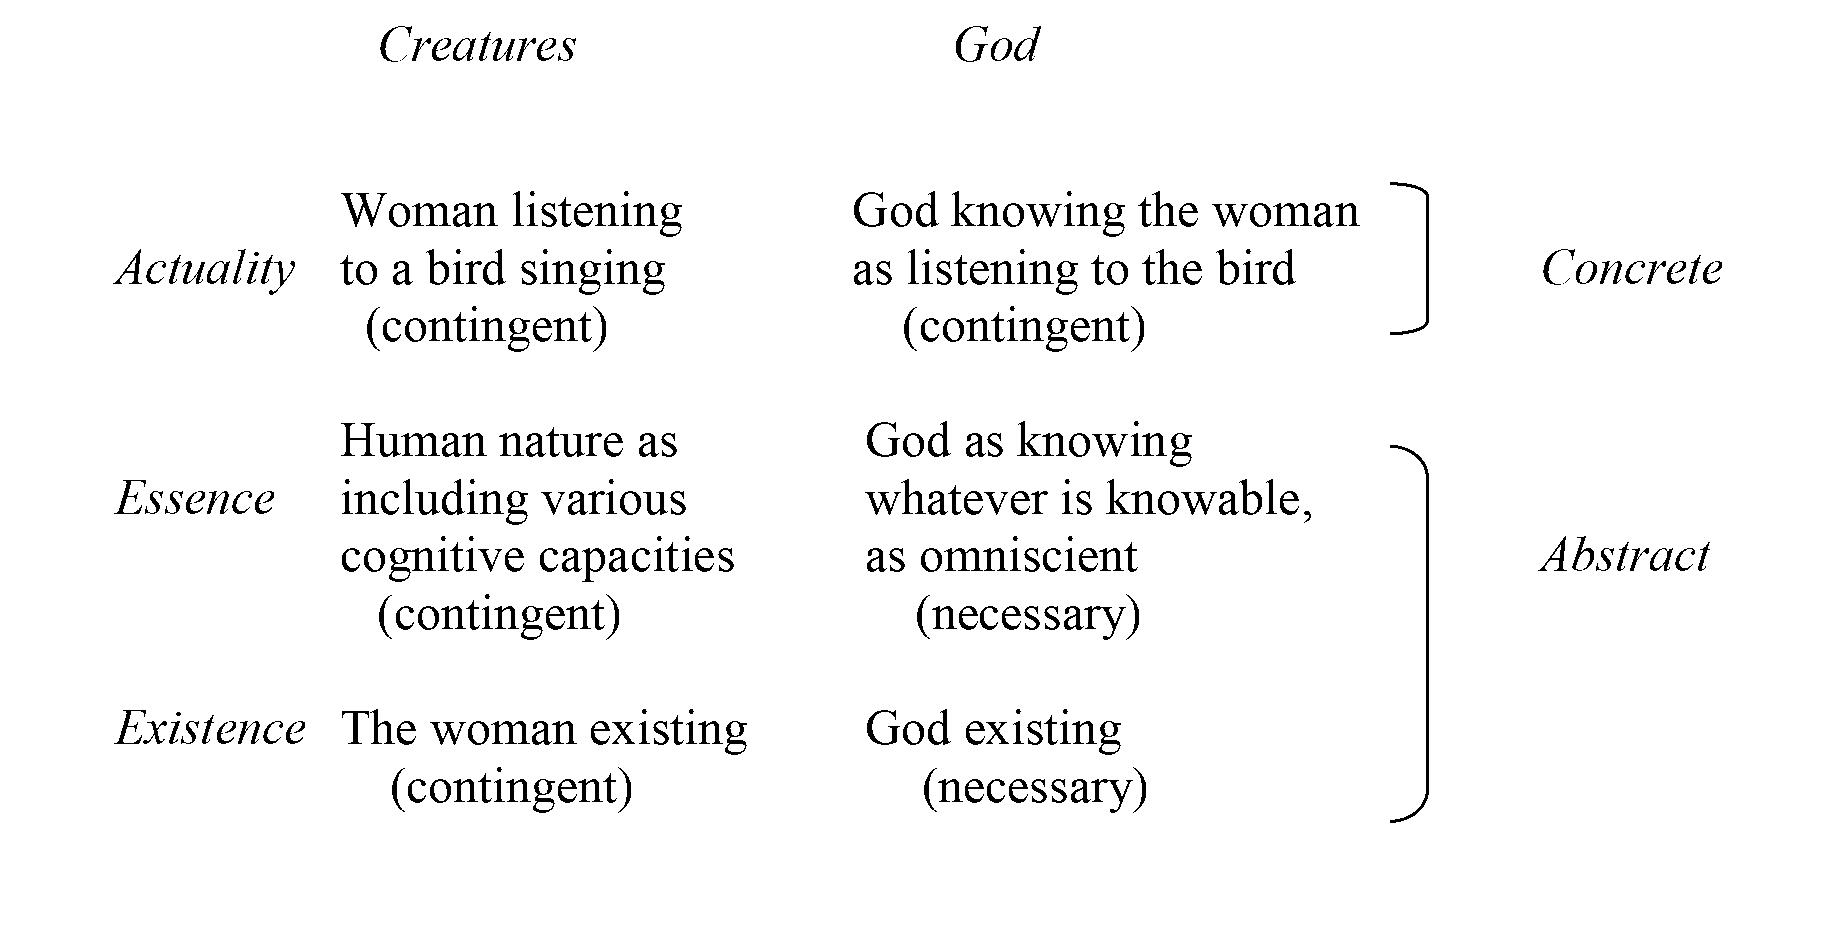 Creatures God
Woman listening God knowing the woman
Actuality to a bird singing as listening to the bird Concrete
(contingent) (contingent)
Human nature as God as knowing
Essence including various whatever is knowable,
cognitive capacities as omniscient Abstract
(contingent) (necessary)
Existence The woman existing God existing
(contingent) (necessary)